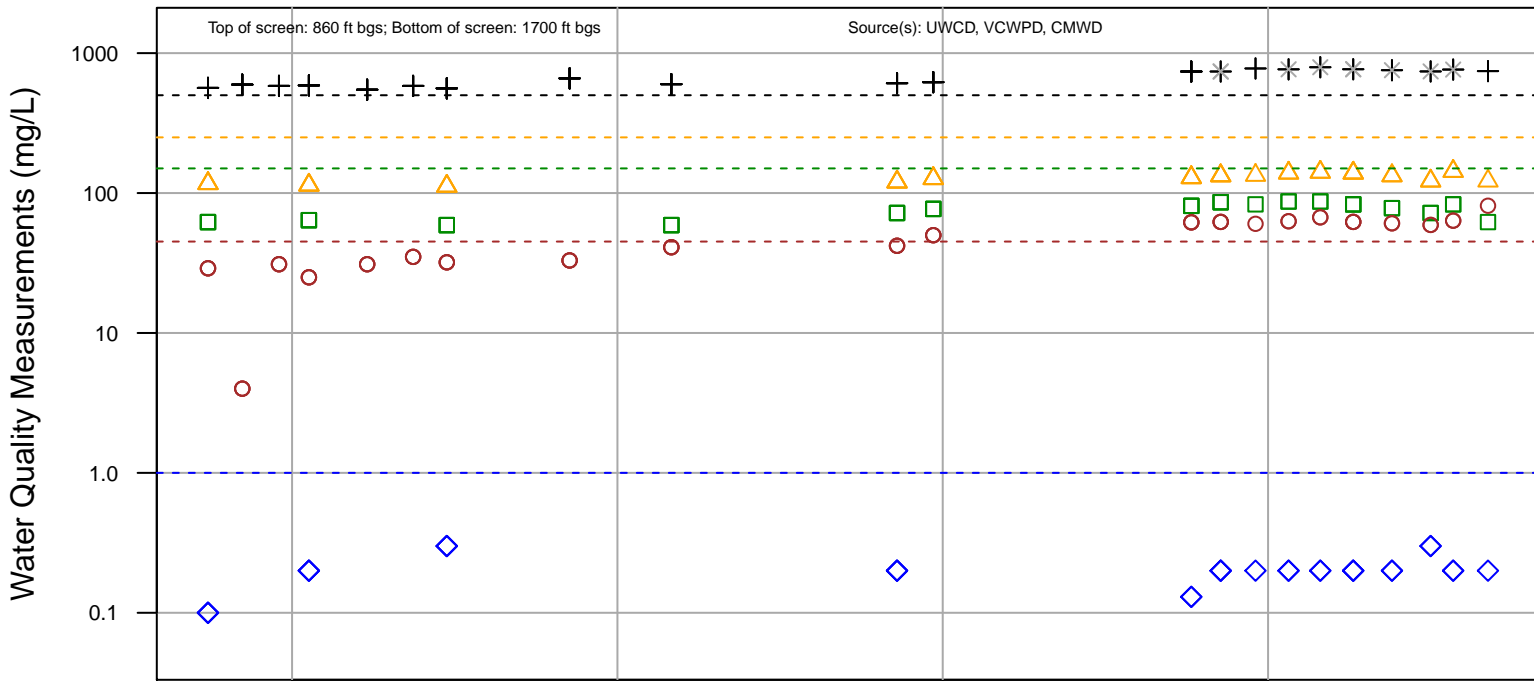 Top of screen: 860 ft bgs; Bottom of screen: 1700 ft bgs
Source(s): UWCD, VCWPD, CMWD
Water Quality Measurements (mg/L)
1000
100
10
1.0
0.1